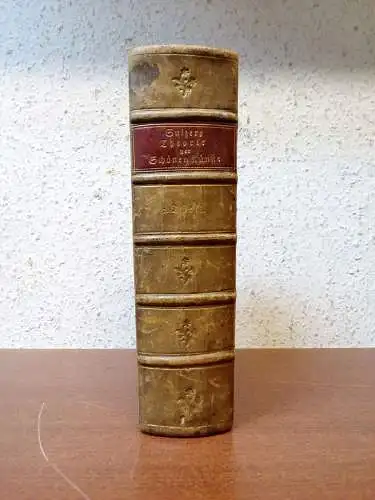 Sulzers
Theorie
der
Schönen Künste